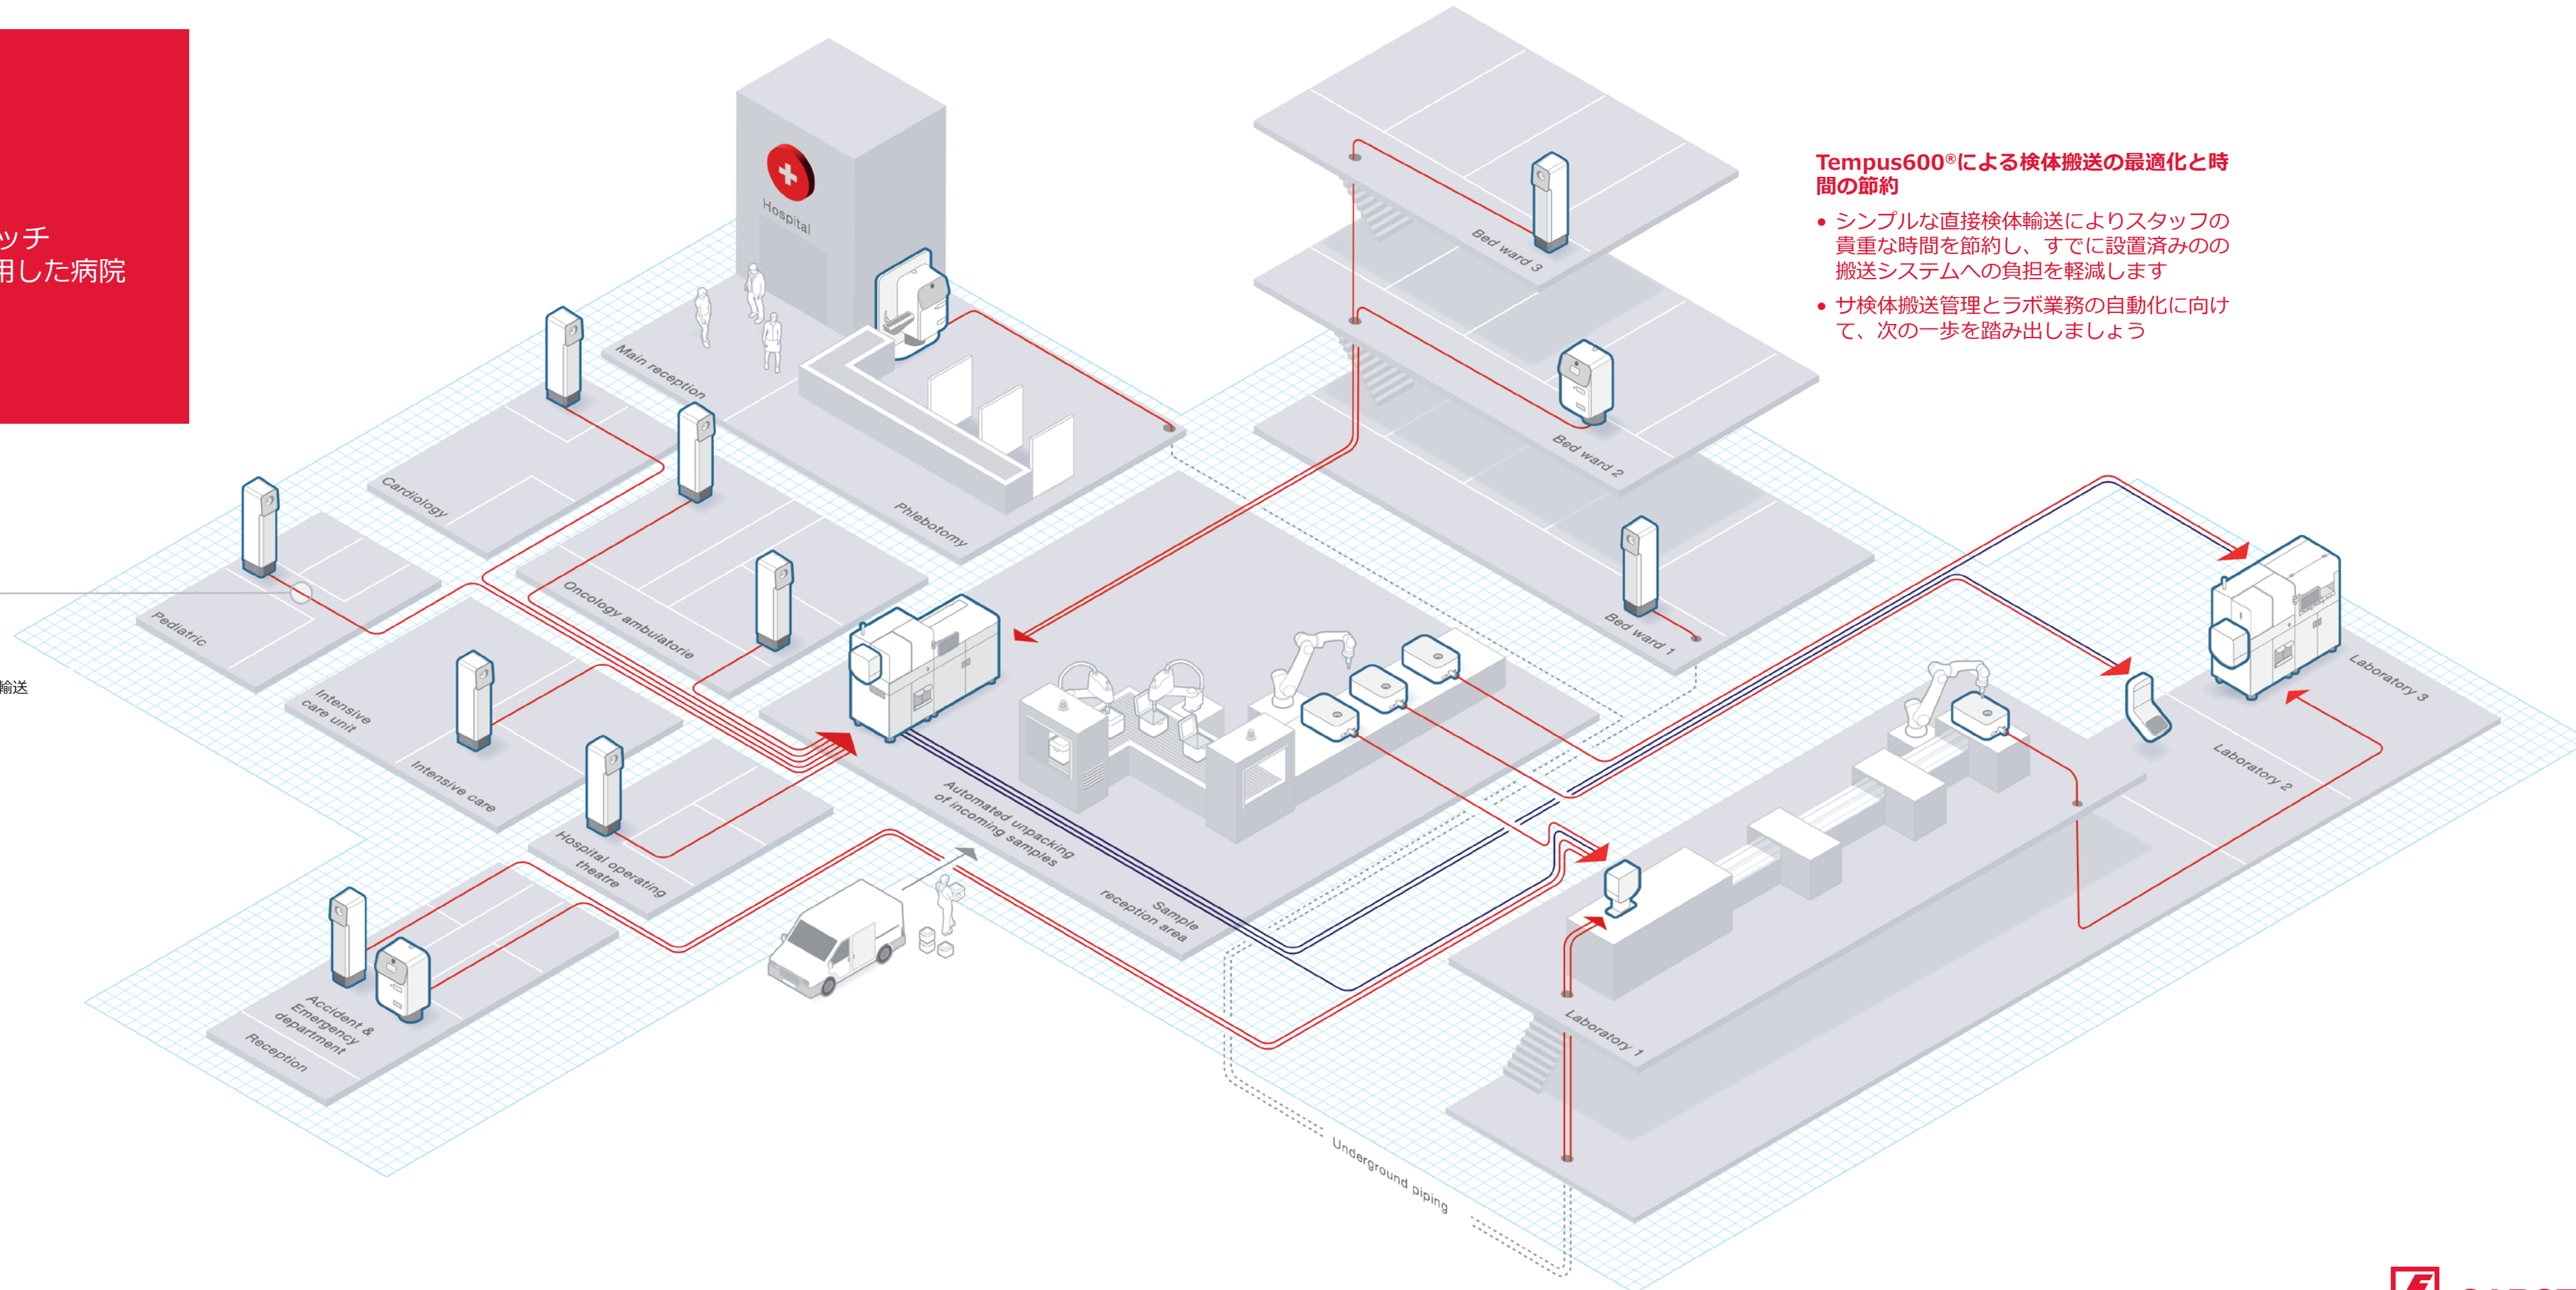 ッチ
用した病院
輸送
Hospital
Main reception
Phlebotomy
Cardiology
Oncology ambulatorie
Pediatric
Intensive
care unit
Intensive care
Hospital operating
theatre
Accident &
Emergency
department
Reception
Automated unpacking
of incoming samples
Sample
reception area
Bed ward 3
Bed ward 2
Bed ward 1
Tempus600®による検体搬送の最適化と時
間の節約
• シンプルな直接検体輸送によりスタッフの
貴重な時間を節約し、すでに設置済みのの
搬送システムへの負担を軽減します
• サ検体搬送管理とラボ業務の自動化に向け
て、次の一歩を踏み出しましょう
Laboratory 3
Laboratory 2
Laboratory 1
Underground piping